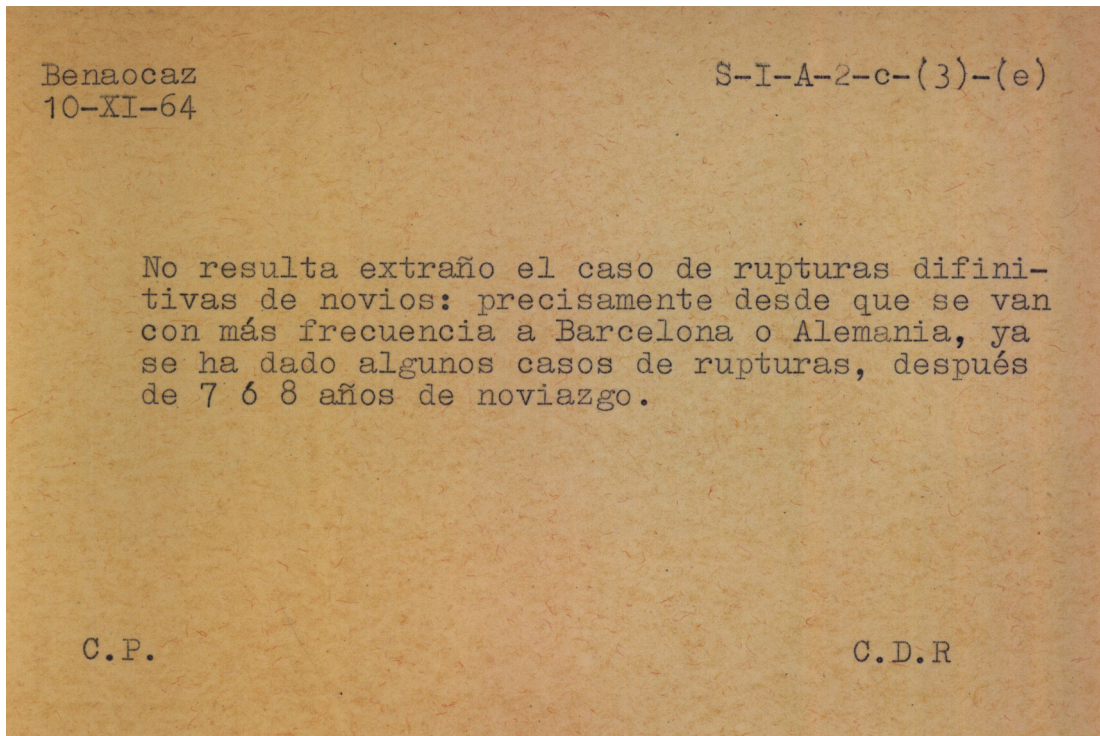 Benaocaz
S-I-A-2-c-(3)-(e)
10-XI-64
No resulta extraño el caso de rupturas difini-
tivas de novios: precisamente desde que se van
con más frecuencia a Barcelona o Alemania, ya
se ha dado algunos casos de rupturas, después
de 7 ó 8 años de noviazgo.
C.P.
C.D.R